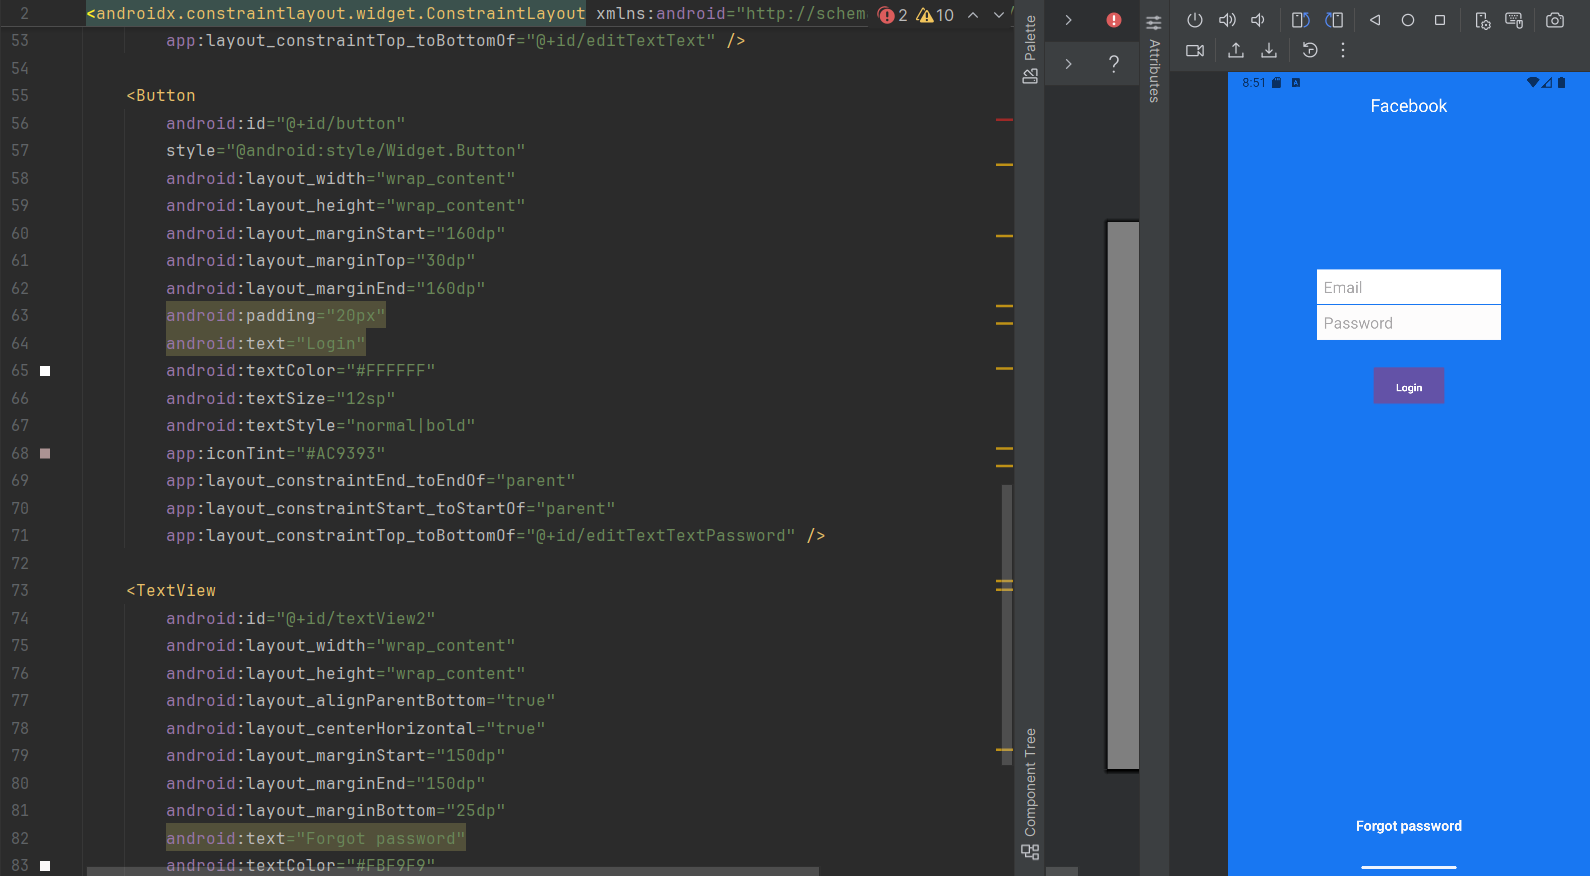 2 <androidx.constraintlayout.widget.ConstraintLayout xmlns:android="http://schem 2 10
53 app:layout_constraintTop_toBottomOf="@+id/editTextText" />
54
55 <Button
56 android:id="@+id/button"
57 style="@android:style/Widget.Button"
58 android:layout_width="wrap_content"
59 android:layout_height="wrap_content"
60 android:layout_marginStart="160dp"
61 android:layout_marginTop="30dp"
62 android:layout_marginEnd="160dp"
63 android:padding="20px"
64 android:text="Login"
65 android:textColor="#FFFFFF"
66 android:textSize="12sp"
67 android:textStyle="normal|bold"
68 app:iconTint="#AC9393"
69 app:layout_constraintEnd_toEndOf="parent"
70 app:layout_constraintStart_toStartOf="parent"
71 app:layout_constraintTop_toBottomOf="@+id/editTextTextPassword" />
72
73 <TextView
74 android:id="@+id/textView2"
75 android:layout_width="wrap_content"
76 android:layout_height="wrap_content"
77 android:layout_alignParentBottom="true"
78 android:layout_centerHorizontal="true"
79 android:layout_marginStart="150dp"
80 android:layout_marginEnd="150dp"
81 android:layout_marginBottom="25dp"
82 android:text="Forgot password"
83 android:textColor="#FBF9F9"
Palette
Component Tree
?
Attributes
8:51
Facebook
Email
Password
Login
Forgot password